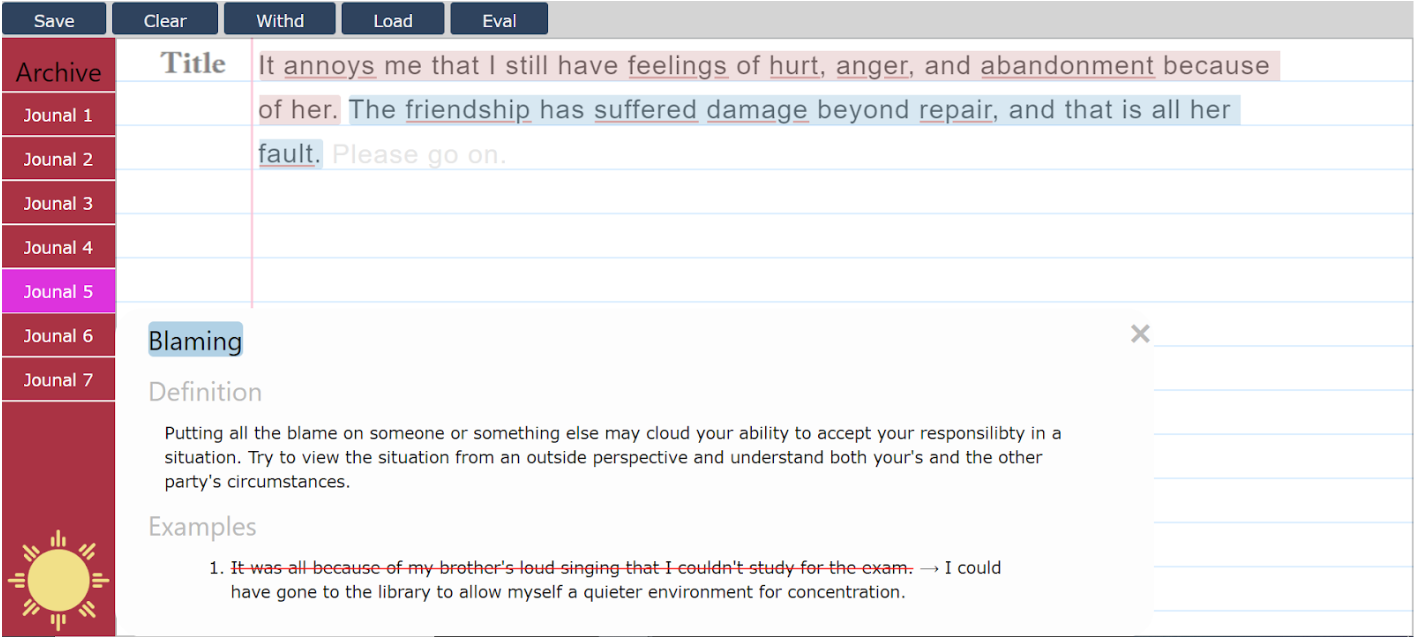 Save Clear Withd Load Eval
Archive
Jounal 1
Jounal 2
Jounal 3
Jounal 4
Jounal 5
Jounal 6
Jounal 7
Title
It annoys me that I still have feelings of hurt, anger, and abandonment because
of her. The friendship has suffered damage beyond repair, and that is all her
fault. Please go on.
Blaming
×
Definition
Putting all the blame on someone or something else may cloud your ability to accept your responsilibty in a
situation. Try to view the situation from an outside perspective and understand both your's and the other
party's circumstances.
Examples
1. It was all because of my brother's loud singing that I couldn't study for the exam. → I could
have gone to the library to allow myself a quieter environment for concentration.